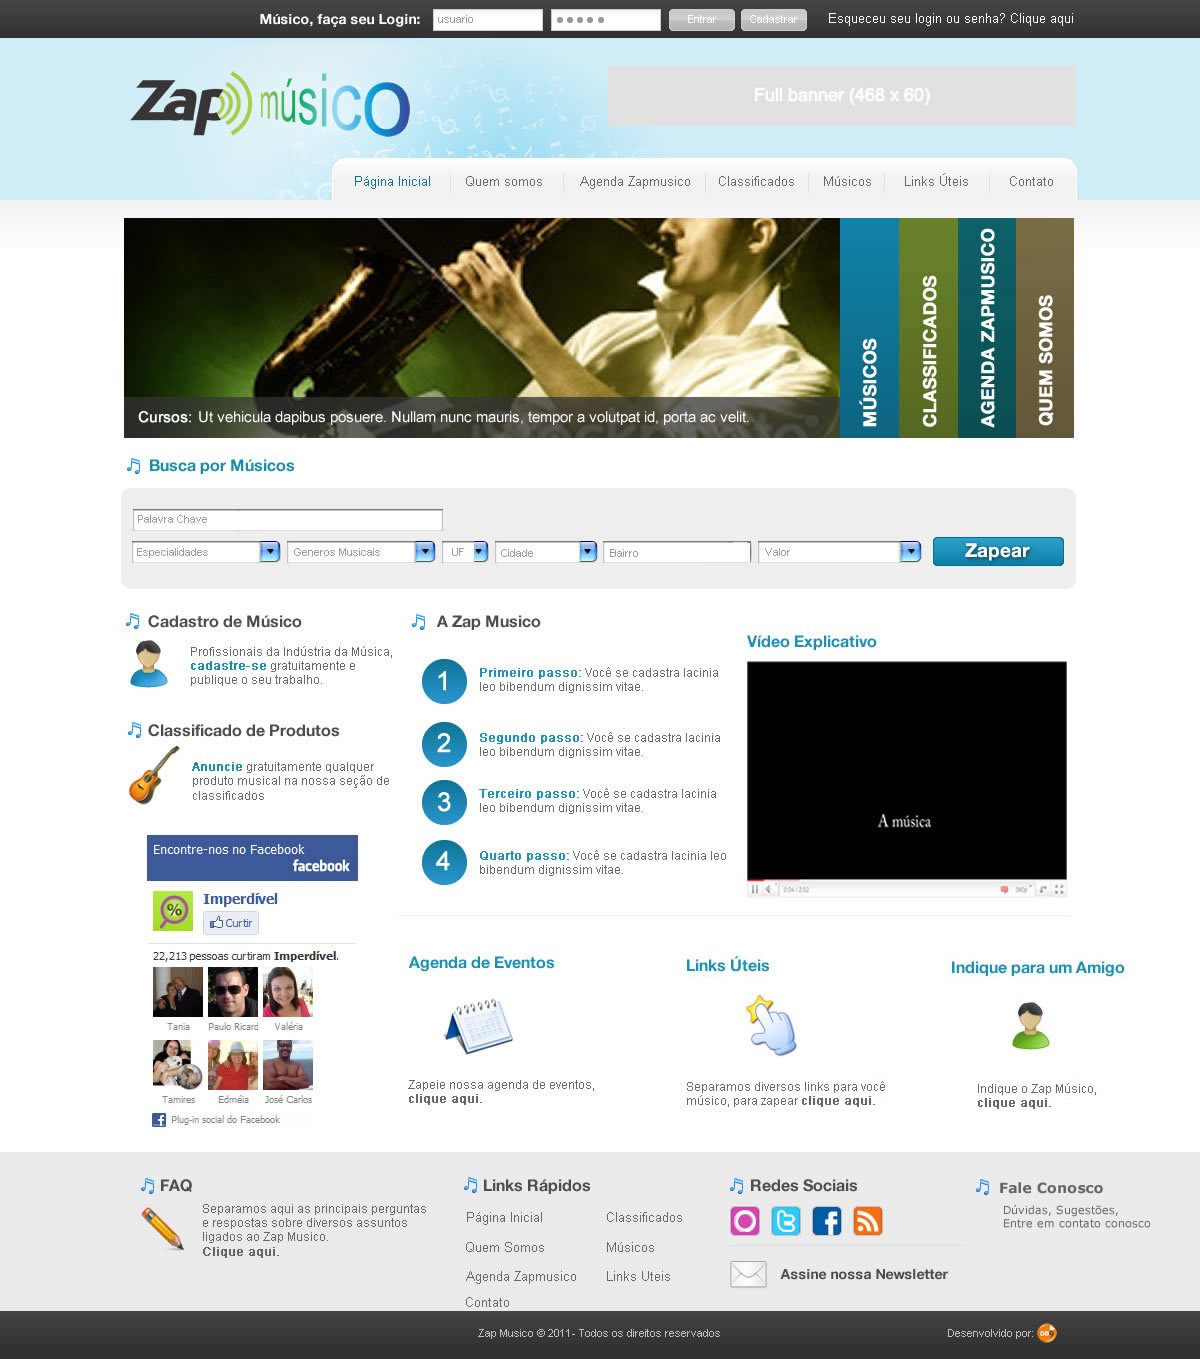 Músico, faça seu Login:
usuario
Entrar
Cadastrar
Esqueceu seu login ou senha? Clique aqui
Zap músico
Full banner (468 x 60)
Página Inicial
Quem somos
Agenda Zapmusico
Classificados
Músicos
Links Úteis
Contato
MÚSICOS
CLASSIFICADOS
AGENDA ZAPMUSICO
QUEM SOMOS
Cursos: Ut vehicula dapibus posuere. Nullam nunc mauris, tempor a volutpat id, porta ac velit.
Busca por Músicos
Palavra Chave
Especialidades
Generos Musicais
UF
Cidade
Bairro
Valor
Zapear
Cadastro de Músico
Profissionais da Indústria da Música,
cadastre-se gratuitamente e
publique o seu trabalho.
Classificado de Produtos
Anuncie gratuitamente qualquer
produto musical na nossa seção de
classificados
A Zap Musico
1
Primeiro passo: Você se cadastra lacinia
leo bibendum dignissim vitae.
2
Segundo passo: Você se cadastra lacinia
leo bibendum dignissim vitae.
3
Terceiro passo: Você se cadastra lacinia
leo bibendum dignissim vitae.
4
Quarto passo: Você se cadastra lacinia leo
bibendum dignissim vitae.
Vídeo Explicativo
A música
0:04 / 2:02
360p
Encontre-nos no Facebook
facebook
%
Imperdível
Curtir
22,213 pessoas curtiram Imperdível.
Tania
Paulo Ricard
Valéria
Tamires
Edméia
José Carlos
Plug-in social do Facebook
Agenda de Eventos
Zapeie nossa agenda de eventos,
clique aqui.
Links Úteis
Separamos diversos links para você
músico, para zapear clique aqui.
Indique para um Amigo
Indique o Zap Músico,
clique aqui.
FAQ
Separamos aqui as principais perguntas
e respostas sobre diversos assuntos
ligados ao Zap Musico.
Clique aqui.
Links Rápidos
Página Inicial
Classificados
Quem Somos
Músicos
Agenda Zapmusico
Links Uteis
Contato
Redes Sociais
Assine nossa Newsletter
Fale Conosco
Dúvidas, Sugestões,
Entre em contato conosco
Zap Musico © 2011- Todos os direitos reservados
Desenvolvido por: